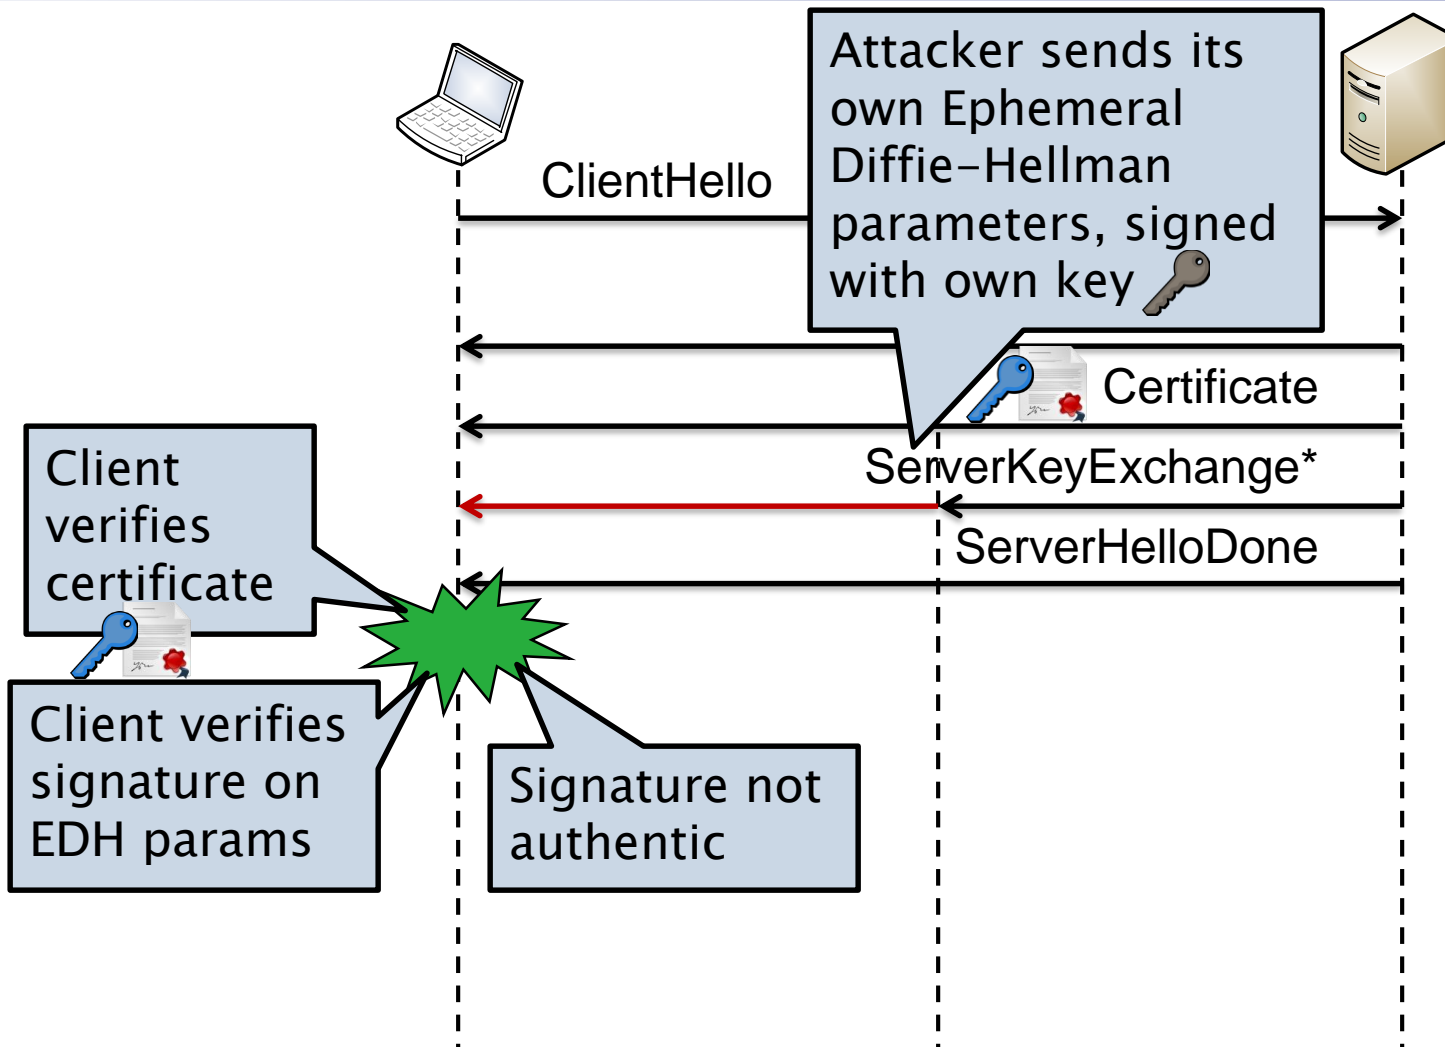 Attacker sends its
own Ephemeral
Diffie-Hellman
parameters, signed
with own key
ClientHello
Certificate
ServerKeyExchange*
ServerHelloDone
Client
verifies
certificate
Client verifies
signature on
EDH params
Signature not
authentic